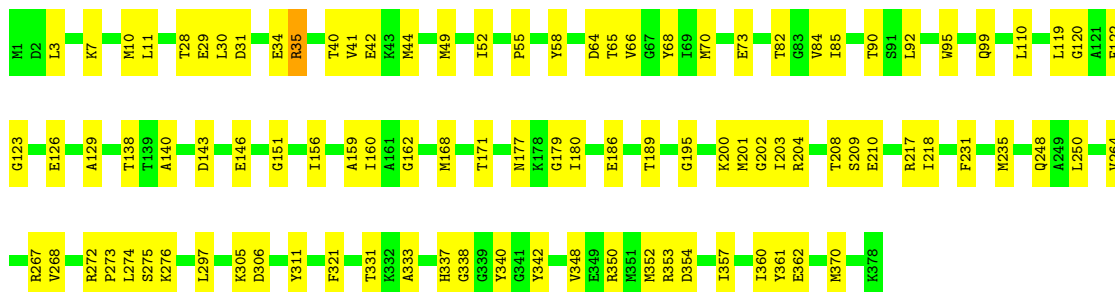 M1 D2 L3 K7 M10 L11 T28 E29 L30 D31 E34 R35 T40 V41 E42 K43 M44 M49 I52 P55 Y58 D64 T65 V66 G67 Y68 I69 M70 E73 T82 G83 V84 I85 T90 S91 L92 W95 Q99 L110 L119 G120 A121
G123 E126 A129 T138 T139 A140 D143 E146 G151 I156 A159 I160 A161 G162 M168 T171 N177 K178 G179 I180 E186 T189 G195 K200 M201 G202 I203 R204 T208 S209 E210 R217 I218 F231 M235 Q248 A249 L250
R267 V268 R272 P273 L274 S275 K276 L297 K305 D306 Y311 F321 T331 K332 A333 H337 G338 G339 Y340 G341 Y342 V348 E349 R350 M351 M352 R353 D354 I357 I360 Y361 E362 M370 K378